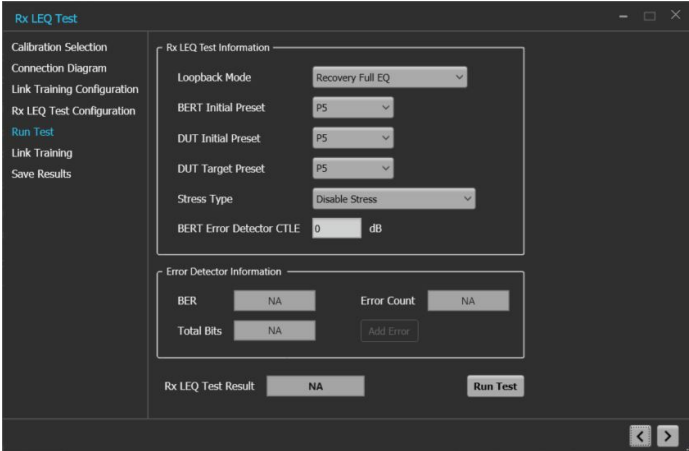 Rx LEQ Test
Calibration Selection
Connection Diagram
Link Training Configuration
Rx LEQ Test Configuration
Run Test
Link Training
Save Results
Rx LEQ Test Information
Loopback Mode Recovery Full EQ
BERT Initial Preset P5
DUT Initial Preset P5
DUT Target Preset P5
Stress Type Disable Stress
BERT Error Detector CTLE 0 dB
Error Detector Information
BER NA Error Count NA
Total Bits NA Add Error
Rx LEQ Test Result NA Run Test